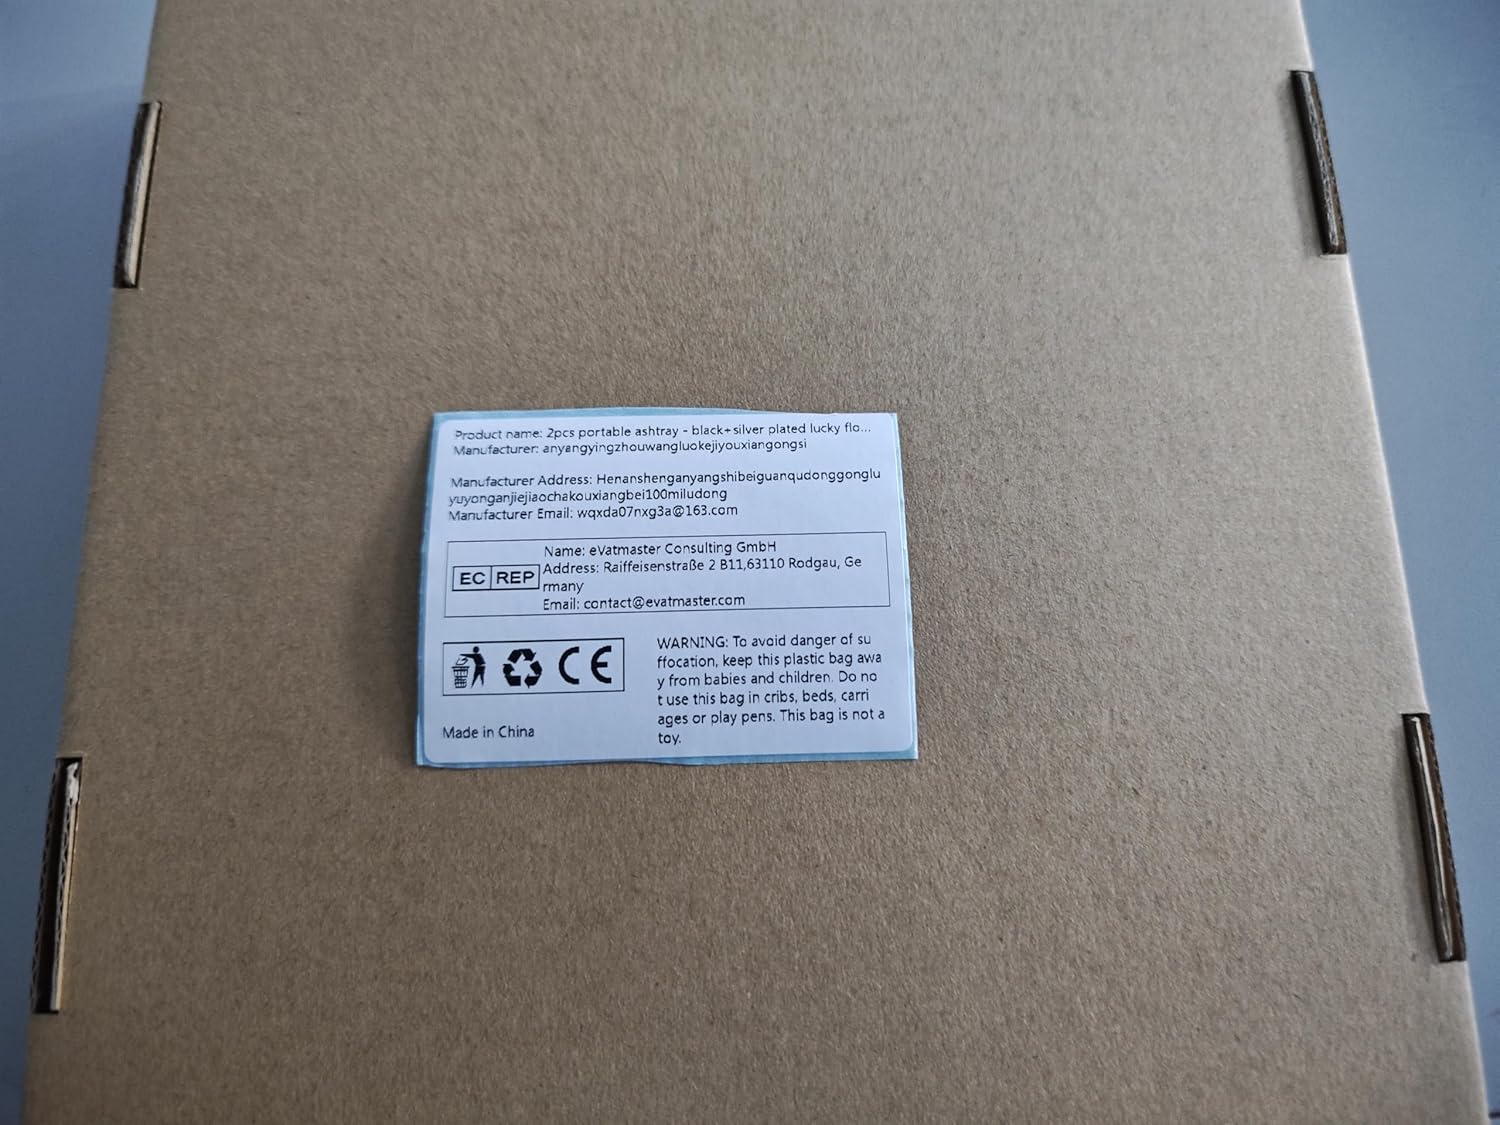 Product name: 2pcs portable ashtray - black+silver plated lucky flo...
Manufacturer: anyangyingzhouwangluokejiyouxiangongsi
Manufacturer Address: Henanshenganyangshibeiguanqudonggonglu
yuyonganjiejiaochakouxiangbei100miludong
Manufacturer Email: wqxda07nxg3a@163.com
EC REP
Name: eVatmaster Consulting GmbH
Address: Raiffeisenstraße 2 B11,63110 Rodgau, Ge
rmany
Email: contact@evatmaster.com
CE
Made in China
WARNING: To avoid danger of su
ffocation, keep this plastic bag awa
y from babies and children. Do no
t use this bag in cribs, beds, carri
ages or play pens. This bag is not a
toy.